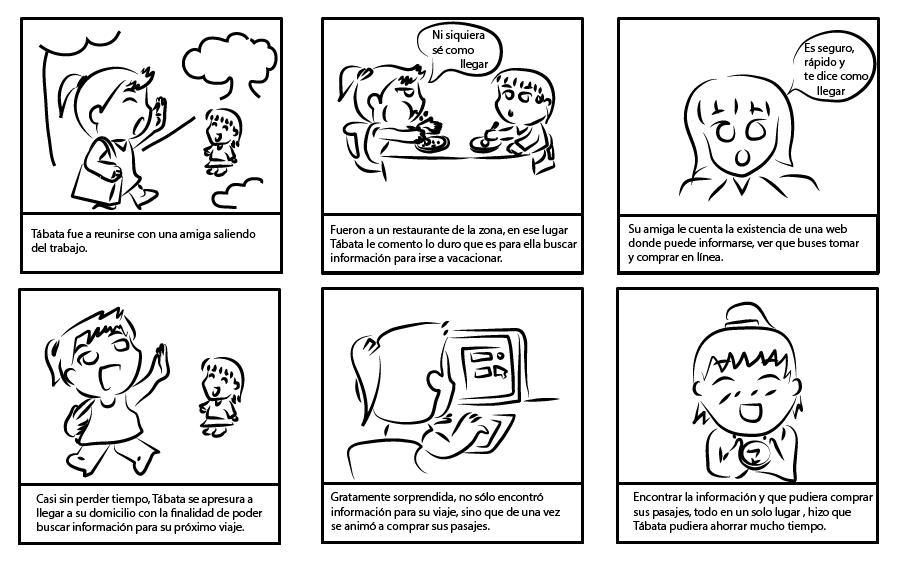 Tábata fue a reunirse con una amiga saliendo
del trabajo.
Ni siquiera
sé como
llegar
Fueron a un restaurante de la zona, en ese lugar
Tábata le comento lo duro que es para ella buscar
información para irse a vacacionar.
Es seguro,
rápido y
te dice como
llegar
Su amiga le cuenta la existencia de una web
donde puede informarse, ver que buses tomar
y comprar en línea.
Casi sin perder tiempo, Tábata se apresura a
llegar a su domicilio con la finalidad de poder
buscar información para su próximo viaje.
Gratamente sorprendida, no sólo encontró
información para su viaje, sino que de una vez
se animó a comprar sus pasajes.
Encontrar la información y que pudiera comprar
sus pasajes, todo en un solo lugar , hizo que
Tábata pudiera ahorrar mucho tiempo.